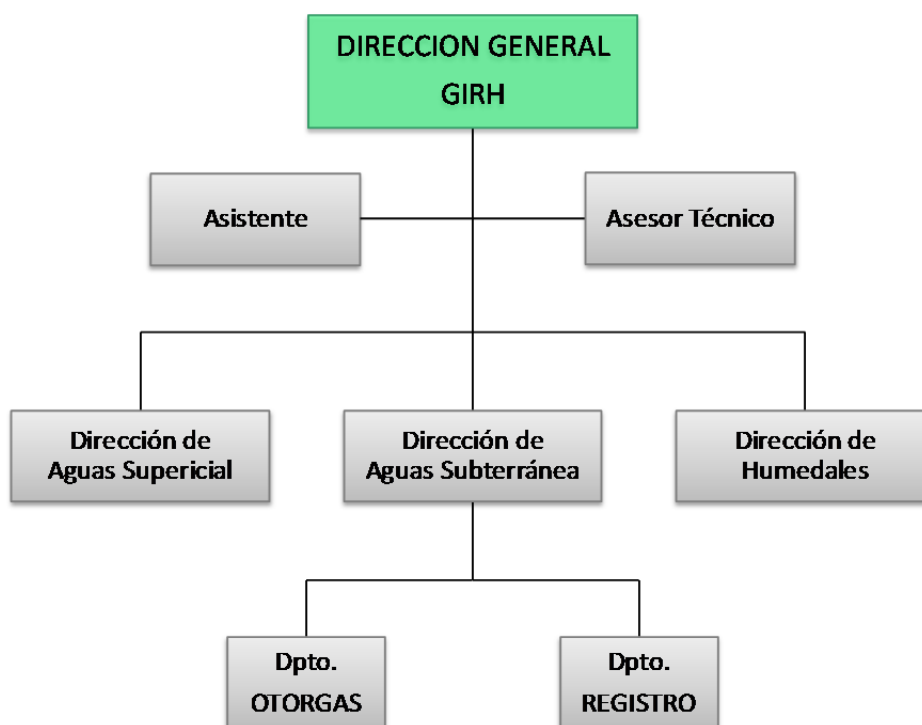 DIRECCION GENERAL
GIRH
Asistente
Asesor Técnico
Dirección de
Aguas Supericial
Dirección de
Aguas Subterránea
Dirección de
Humedales
Dpto.
OTORGAS
Dpto.
REGISTRO